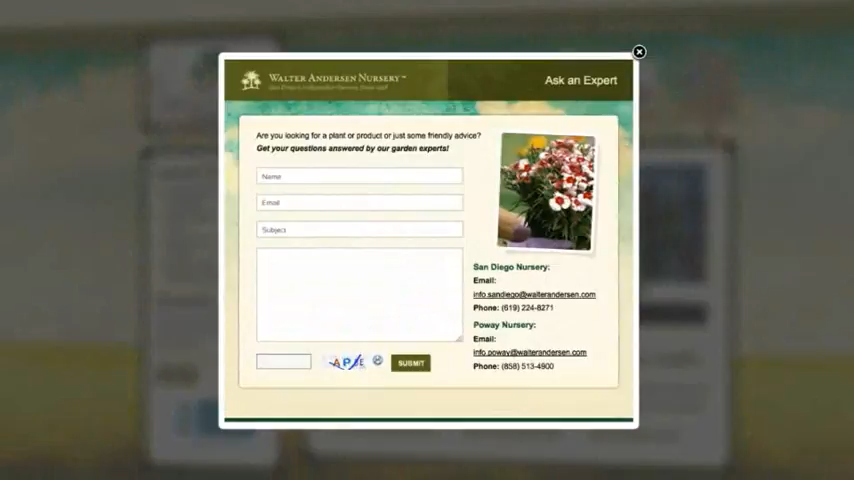 WALTER ANDERSEN NURSERY™
Ask an Expert
Are you looking for a plant or product or just some friendly advice?
Get your questions answered by our garden experts!
Name
Email
Subject
San Diego Nursery:
Email:
info.sandiego@walterandersen.com
Phone: (619) 224-8271
Poway Nursery:
Email:
info.poway@walterandersen.com
Phone: (858) 513-4900
SUBMIT